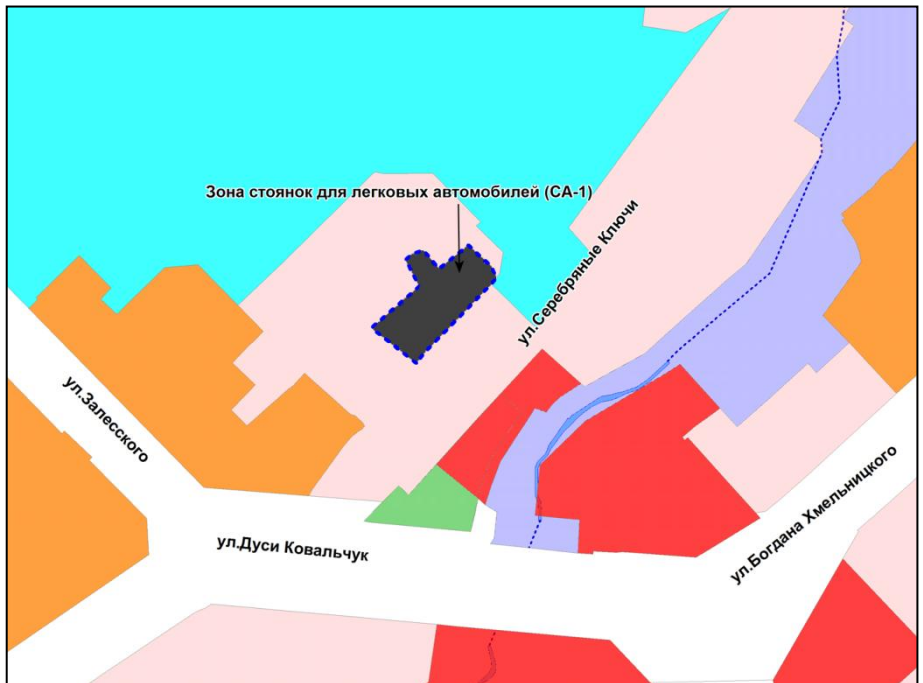 Зона стоянок для легковых автомобилей (СА-1)
ул.Серебряные Ключи
ул.Залесского
ул.Дуси Ковальчук
ул.Богдана Хмельницкого